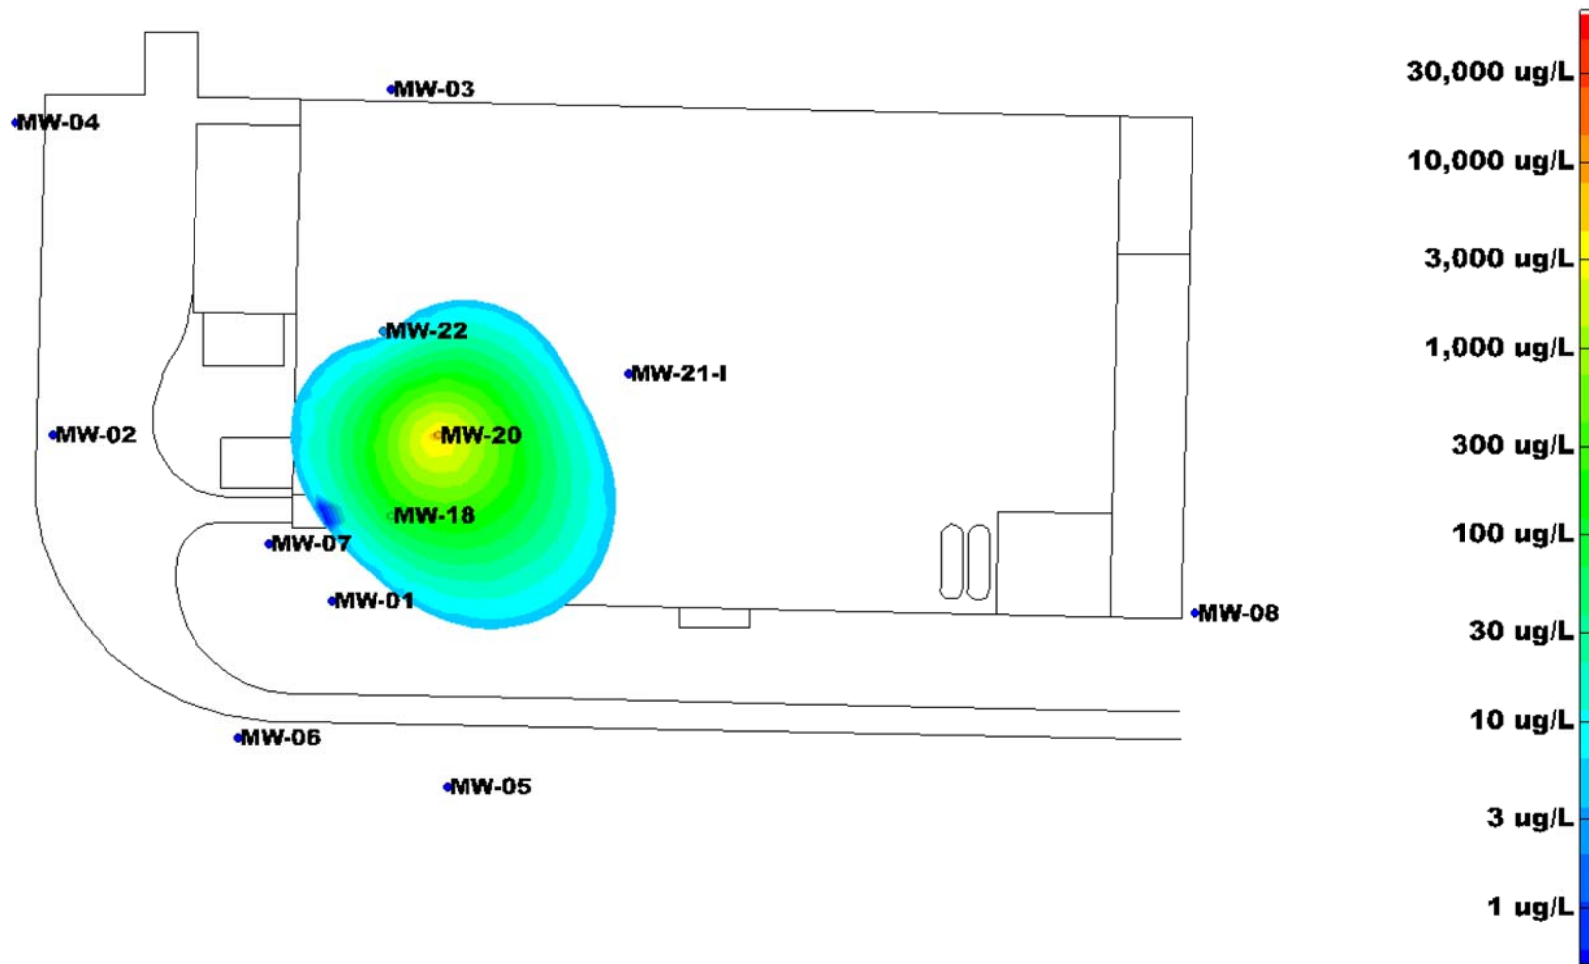 MW-03
30,000 ug/L
MW-04
10,000 ug/L
3,000 ug/L
MW-22
1,000 ug/L
MW-21-I
MW-02
MW-20
300 ug/L
MW-18
100 ug/L
MW-07
MW-01
MW-08
30 ug/L
10 ug/L
MW-06
MW-05
3 ug/L
1 ug/L